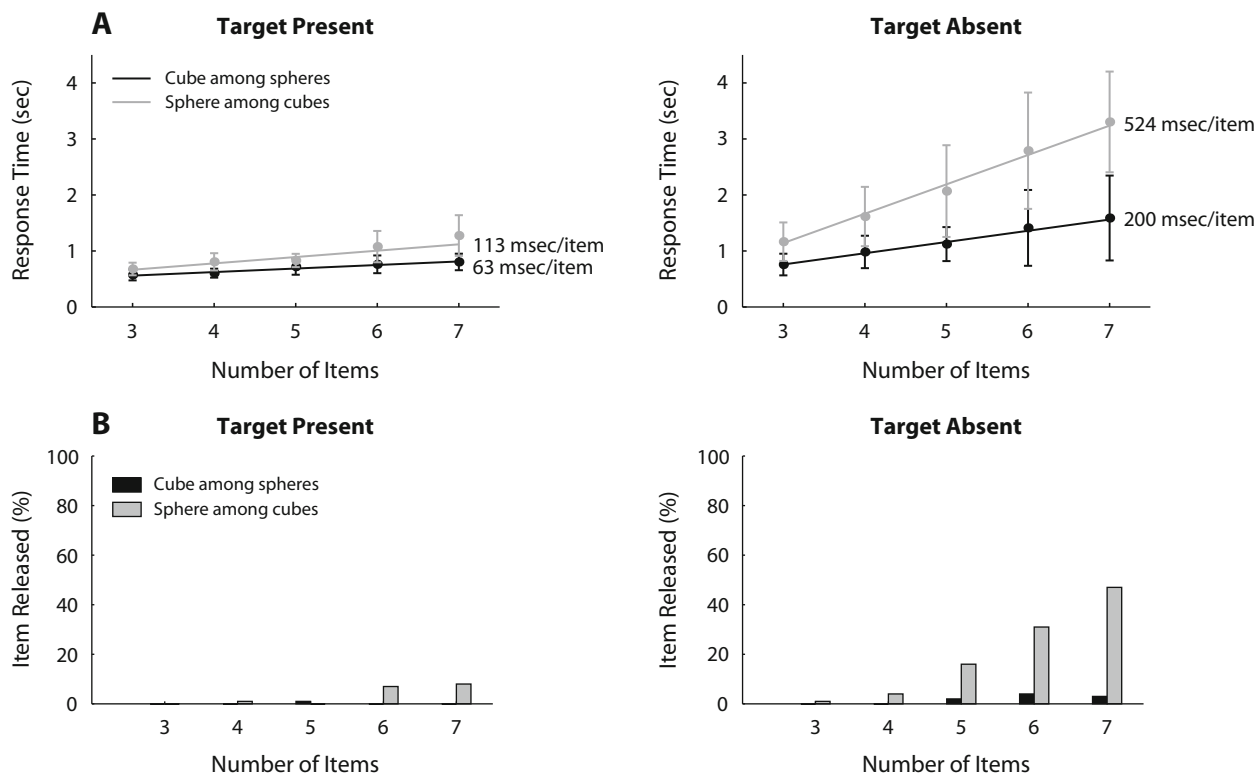 A
Target Present
Response Time (sec)
4
3
2
1
0
Cube among spheres
Sphere among cubes
113 msec/item
63 msec/item
3 4 5 6 7
Number of Items
Target Absent
Response Time (sec)
4
3
2
1
0
524 msec/item
200 msec/item
3 4 5 6 7
Number of Items
B
Target Present
Item Released (%)
100
80
60
40
20
0
Cube among spheres
Sphere among cubes
3 4 5 6 7
Number of Items
Target Absent
Item Released (%)
100
80
60
40
20
0
3 4 5 6 7
Number of Items